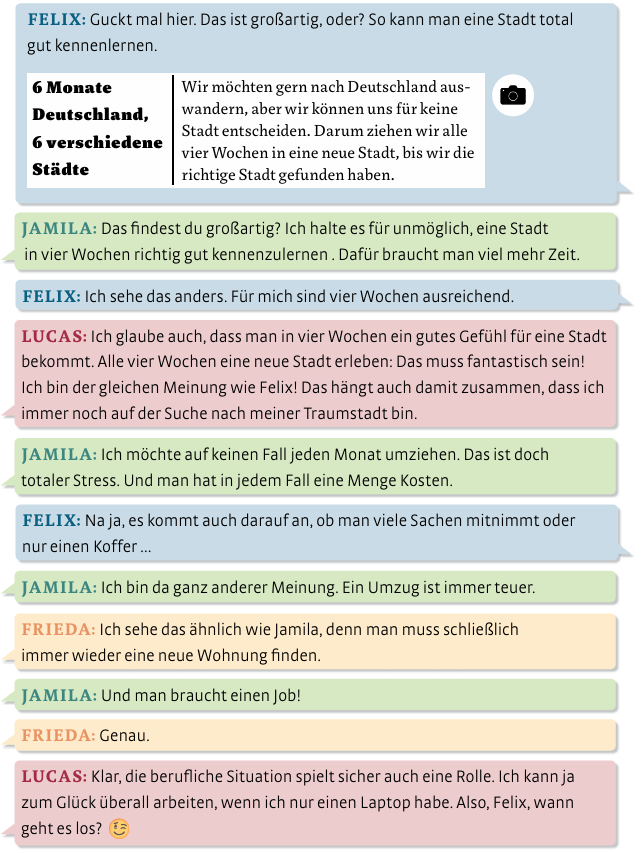 FELIX: Guckt mal hier. Das ist großartig, oder? So kann man eine Stadt total
gut kennenlernen.
6 Monate
Deutschland,
6 verschiedene
Städte
Wir möchten gern nach Deutschland aus-
wandern, aber wir können uns für keine
Stadt entscheiden. Darum ziehen wir alle
vier Wochen in eine neue Stadt, bis wir die
richtige Stadt gefunden haben.
JAMILA: Das findest du großartig? Ich halte es für unmöglich, eine Stadt
in vier Wochen richtig gut kennenzulernen . Dafür braucht man viel mehr Zeit.
FELIX: Ich sehe das anders. Für mich sind vier Wochen ausreichend.
LUCAS: Ich glaube auch, dass man in vier Wochen ein gutes Gefühl für eine Stadt
bekommt. Alle vier Wochen eine neue Stadt erleben: Das muss fantastisch sein!
Ich bin der gleichen Meinung wie Felix! Das hängt auch damit zusammen, dass ich
immer noch auf der Suche nach meiner Traumstadt bin.
JAMILA: Ich möchte auf keinen Fall jeden Monat umziehen. Das ist doch
totaler Stress. Und man hat in jedem Fall eine Menge Kosten.
FELIX: Na ja, es kommt auch darauf an, ob man viele Sachen mitnimmt oder
nur einen Koffer ...
JAMILA: Ich bin da ganz anderer Meinung. Ein Umzug ist immer teuer.
FRIEDA: Ich sehe das ähnlich wie Jamila, denn man muss schließlich
immer wieder eine neue Wohnung finden.
JAMILA: Und man braucht einen Job!
FRIEDA: Genau.
LUCAS: Klar, die berufliche Situation spielt sicher auch eine Rolle. Ich kann ja
zum Glück überall arbeiten, wenn ich nur einen Laptop habe. Also, Felix, wann
geht es los? 😉